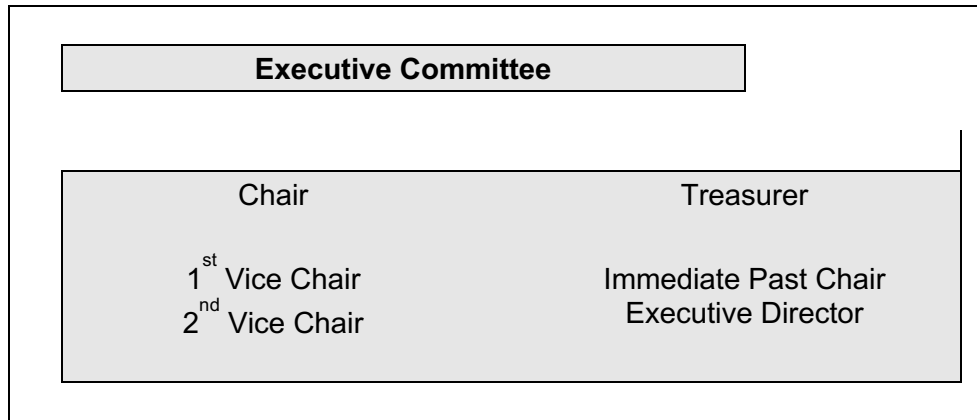 Executive Committee
Chair
1st Vice Chair
2nd Vice Chair
Treasurer
Immediate Past Chair
Executive Director